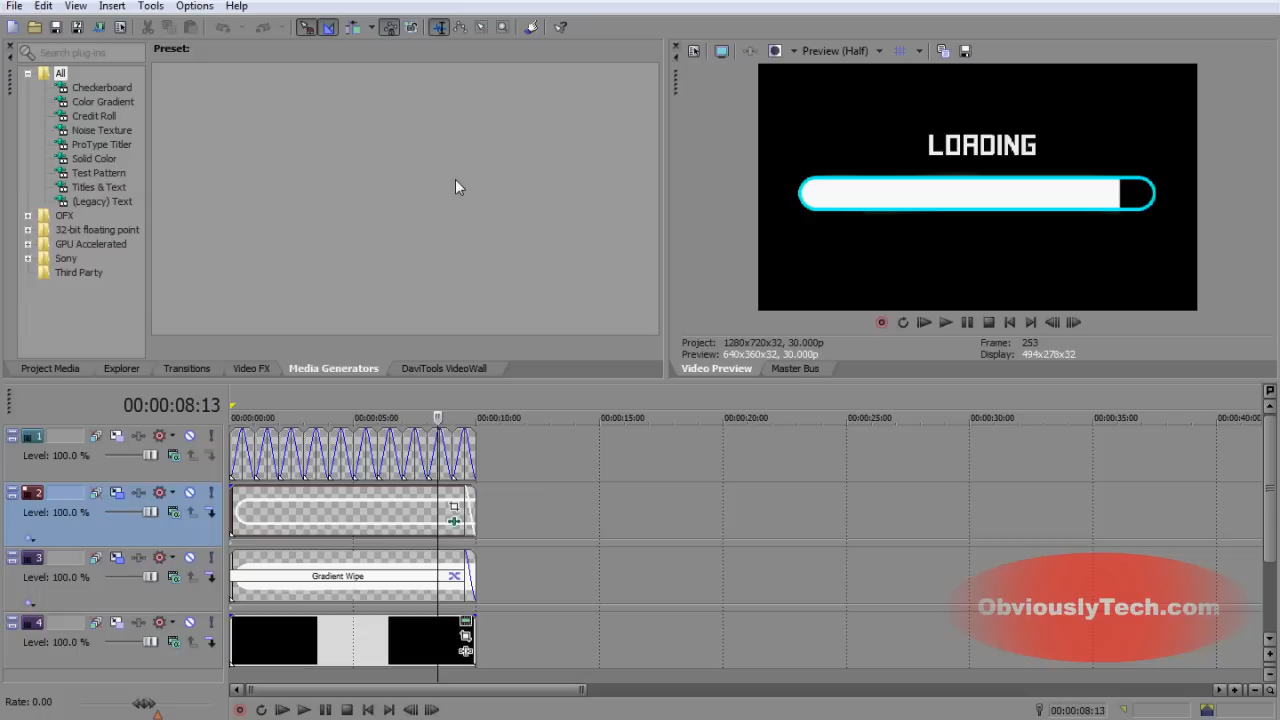 File Edit View Insert Tools Options Help
Search plug-ins
Preset:
Preview (Half)
All
Checkerboard
Color Gradient
Credit Roll
Noise Texture
ProType Titler
Solid Color
Test Pattern
Titles & Text
(Legacy) Text
OFX
32-bit floating point
GPU Accelerated
Sony
Third Party
LOADING
Project: 1280x720x32, 30.000p Frame: 253
Preview: 640x360x32, 30.000p Display: 494x278x32
Project Media Explorer Transitions Video FX Media Generators DaviTools VideoWall
Video Preview Master Bus
00:00:08:13
00:00:00:00 00:00:05:00 00:00:10:00 00:00:15:00 00:00:20:00 00:00:25:00 00:00:30:00 00:00:35:00 00:00:40:00
1
Level: 100.0 %
2
Level: 100.0 %
3
Level: 100.0 %
Gradient Wipe
4
Level: 100.0 %
ObviouslyTech.com
Rate: 0.00
00:00:08:13